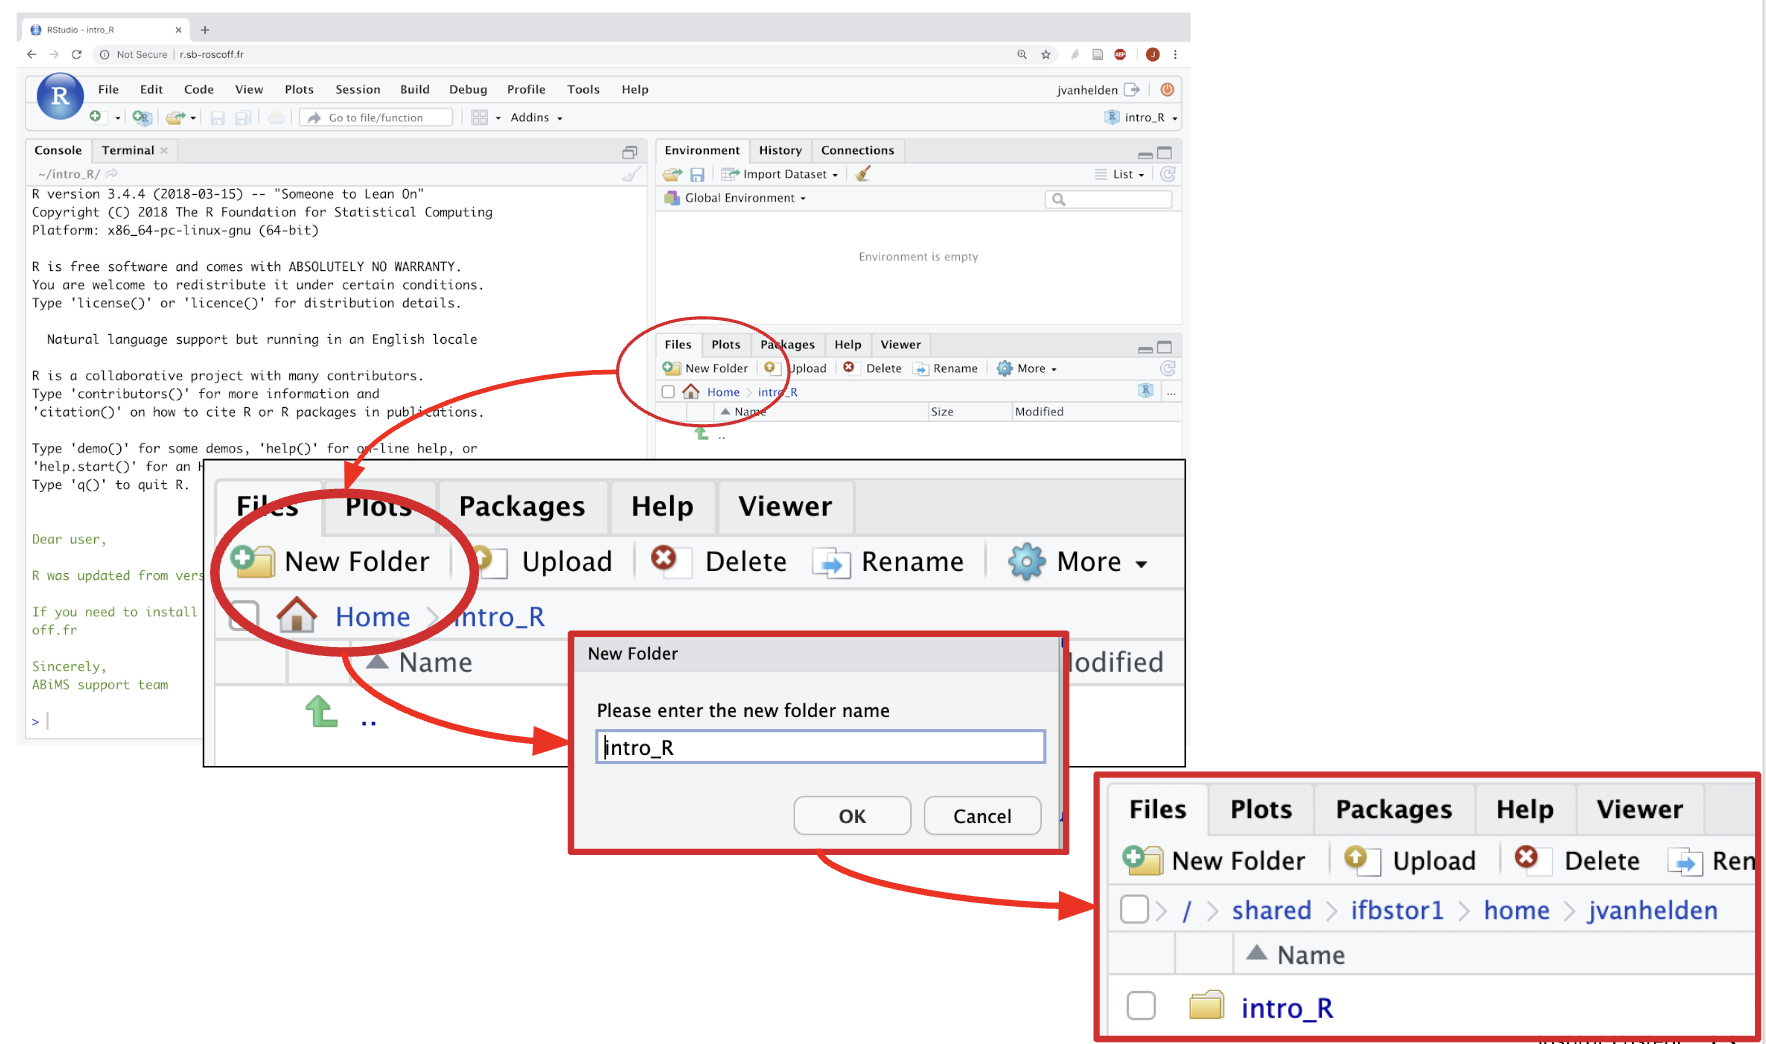 RStudio - intro_R
Not Secure | r.sb-roscoff.fr
J
R
File Edit Code View Plots Session Build Debug Profile Tools Help
jvanhelden
Go to file/function
Addins
intro_R
Console Terminal
~/intro_R/
R version 3.4.4 (2018-03-15) -- "Someone to Lean On"
Copyright (C) 2018 The R Foundation for Statistical Computing
Platform: x86_64-pc-linux-gnu (64-bit)
R is free software and comes with ABSOLUTELY NO WARRANTY.
You are welcome to redistribute it under certain conditions.
Type 'license()' or 'licence()' for distribution details.
Natural language support but running in an English locale
R is a collaborative project with many contributors.
Type 'contributors()' for more information and
'citation()' on how to cite R or R packages in publications.
Type 'demo()' for some demos, 'help()' for on-line help, or
'help.start()' for an H
Type 'q()' to quit R.
Dear user,
R was updated from vers
If you need to install
off.fr
Sincerely,
ABiMS support team
>
Environment History Connections
Import Dataset
List
Global Environment
Environment is empty
Files Plots Packages Help Viewer
New Folder Upload Delete Rename More
Home > intro_R
...
Name Size Modified
..
Files Plots Packages Help Viewer
New Folder Upload Delete Rename More
Home > intro_R
Name
odified
..
New Folder
Please enter the new folder name
intro_R
OK Cancel
Files Plots Packages Help Viewer
New Folder Upload Delete Ren
> / > shared > ifbstor1 > home > jvanhelden
Name
intro_R